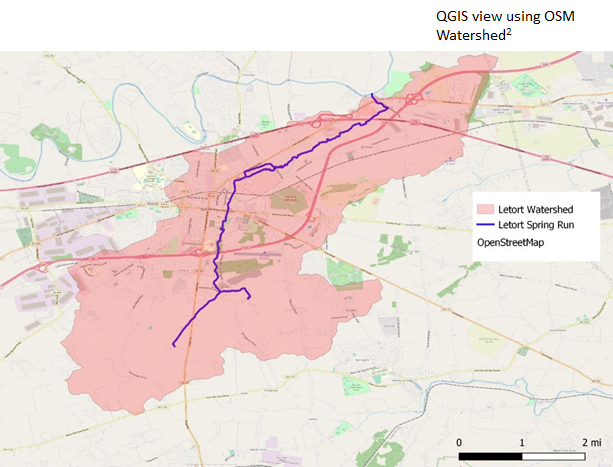 QGIS view using OSM
Watershed²
Letort Watershed
Letort Spring Run
OpenStreetMap
0 1 2 mi